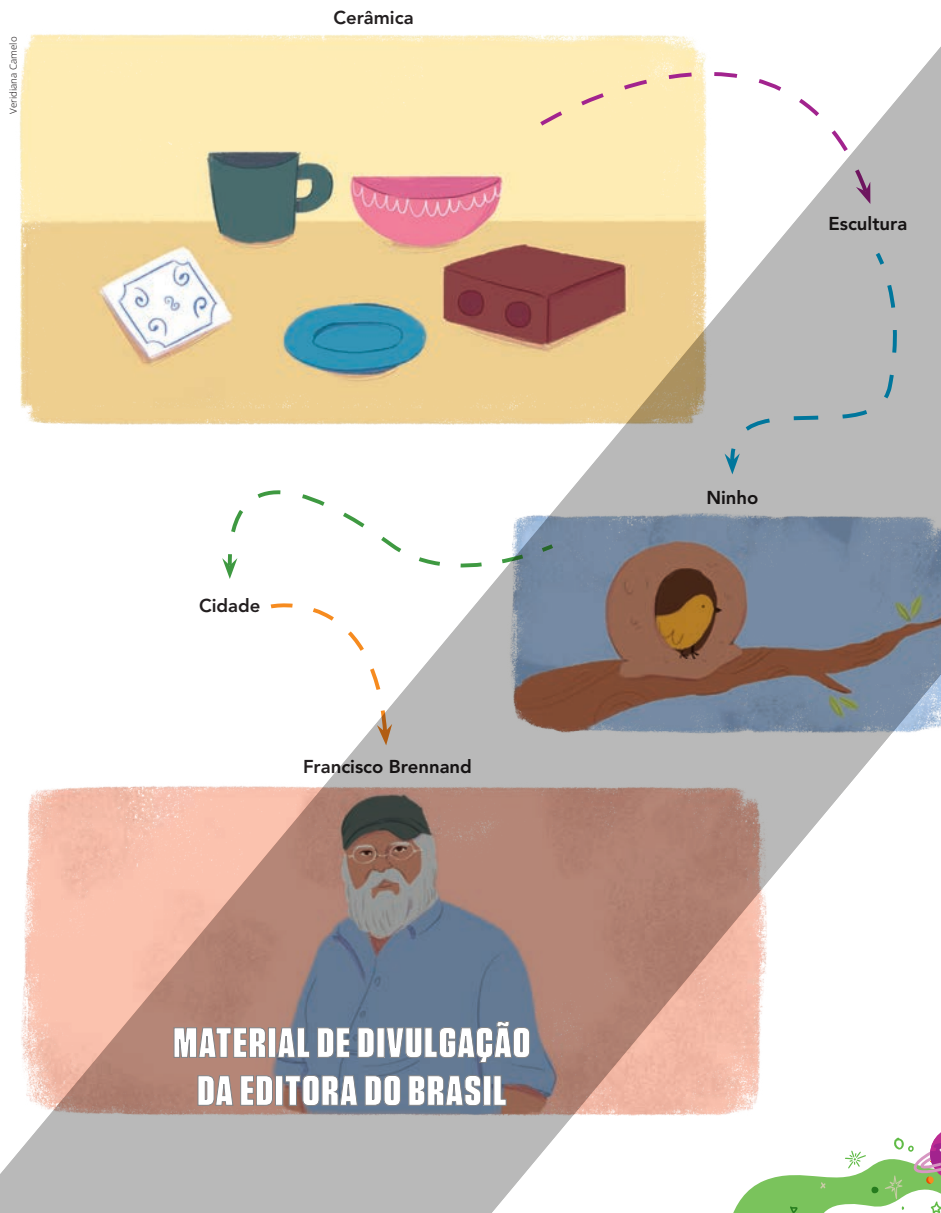 Cerâmica
Veridiana Camelo
Escultura
Ninho
Cidade
Francisco Brennand
MATERIAL DE DIVULGAÇÃO
DA EDITORA DO BRASIL